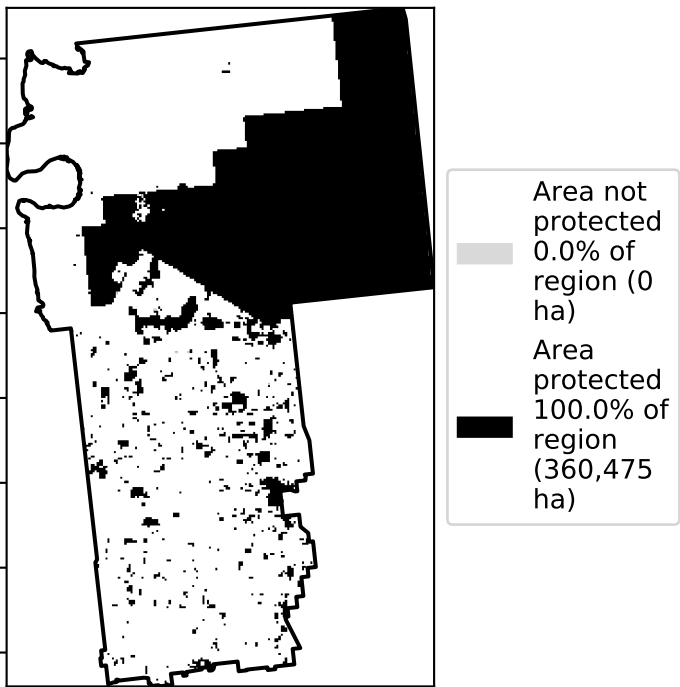 Area not
protected
0.0% of
region (0
ha)
Area
protected
100.0% of
region
(360,475
ha)